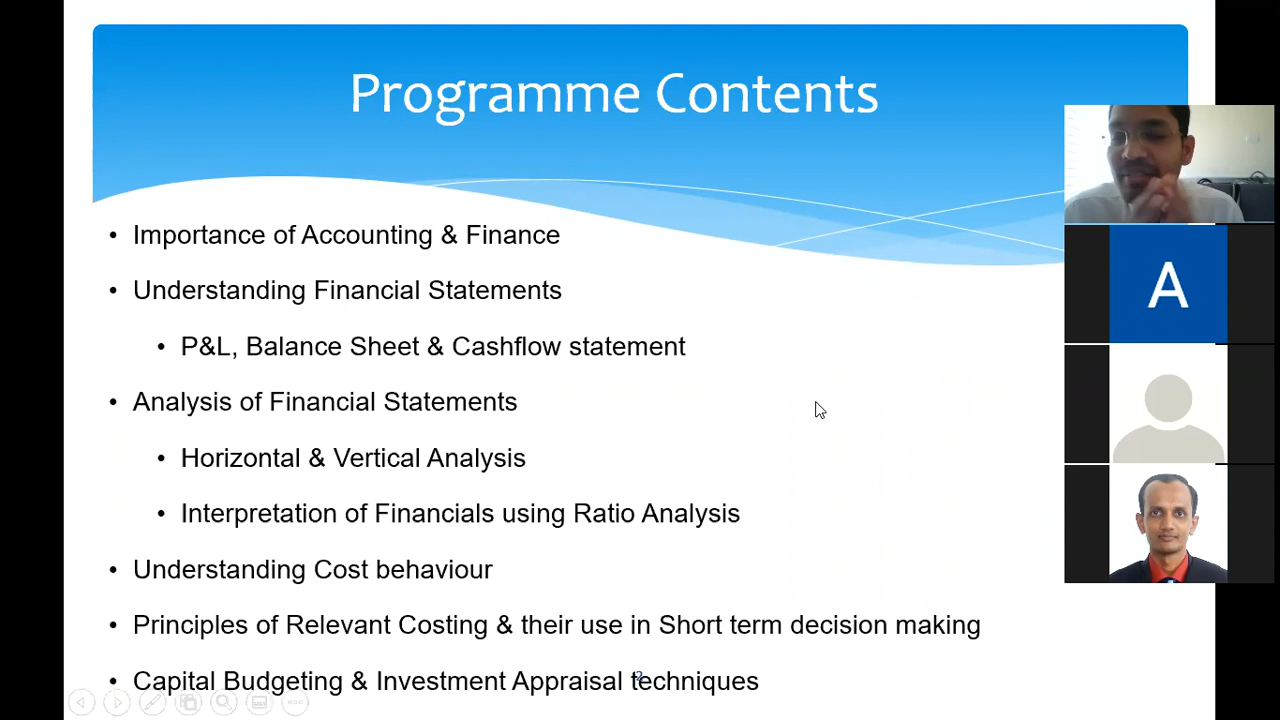 Programme Contents
• Importance of Accounting & Finance
• Understanding Financial Statements
• P&L, Balance Sheet & Cashflow statement
• Analysis of Financial Statements
• Horizontal & Vertical Analysis
• Interpretation of Financials using Ratio Analysis
• Understanding Cost behaviour
• Principles of Relevant Costing & their use in Short term decision making
• Capital Budgeting & Investment Appraisal techniques
2
A